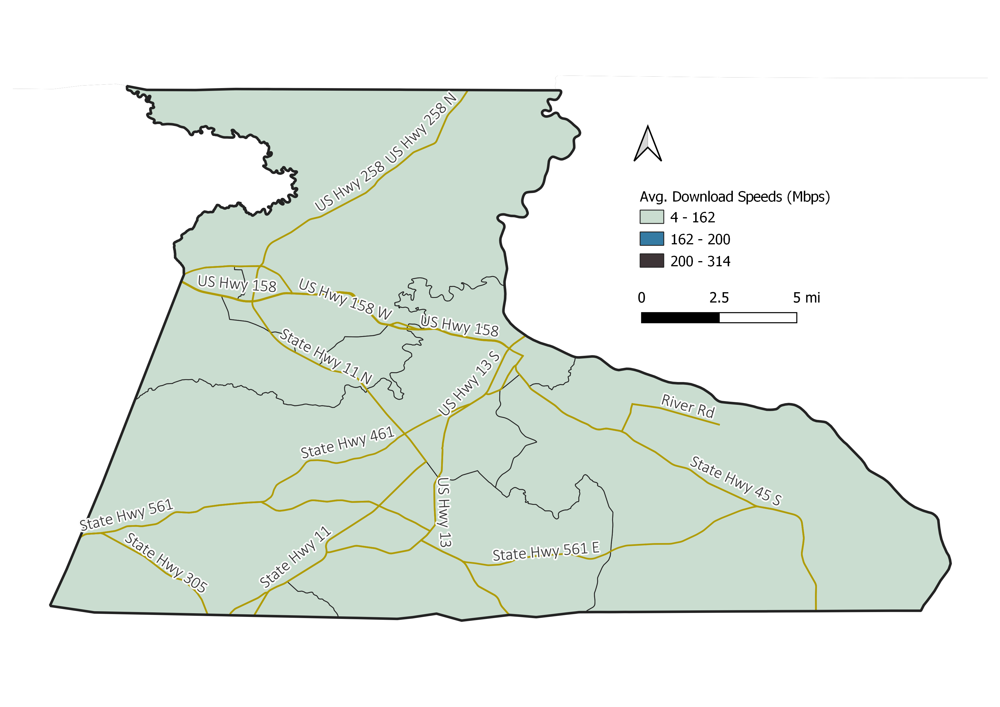 US Hwy 258 N
US Hwy 258
Avg. Download Speeds (Mbps)
4 - 162
162 - 200
200 - 314
US Hwy 158
US Hwy 158 W
0 2.5 5 mi
US Hwy 158
State Hwy 11 N
US Hwy 13 S
River Rd
State Hwy 461
State Hwy 45 S
State Hwy 561
US Hwy 13
State Hwy 11
State Hwy 561 E
State Hwy 305